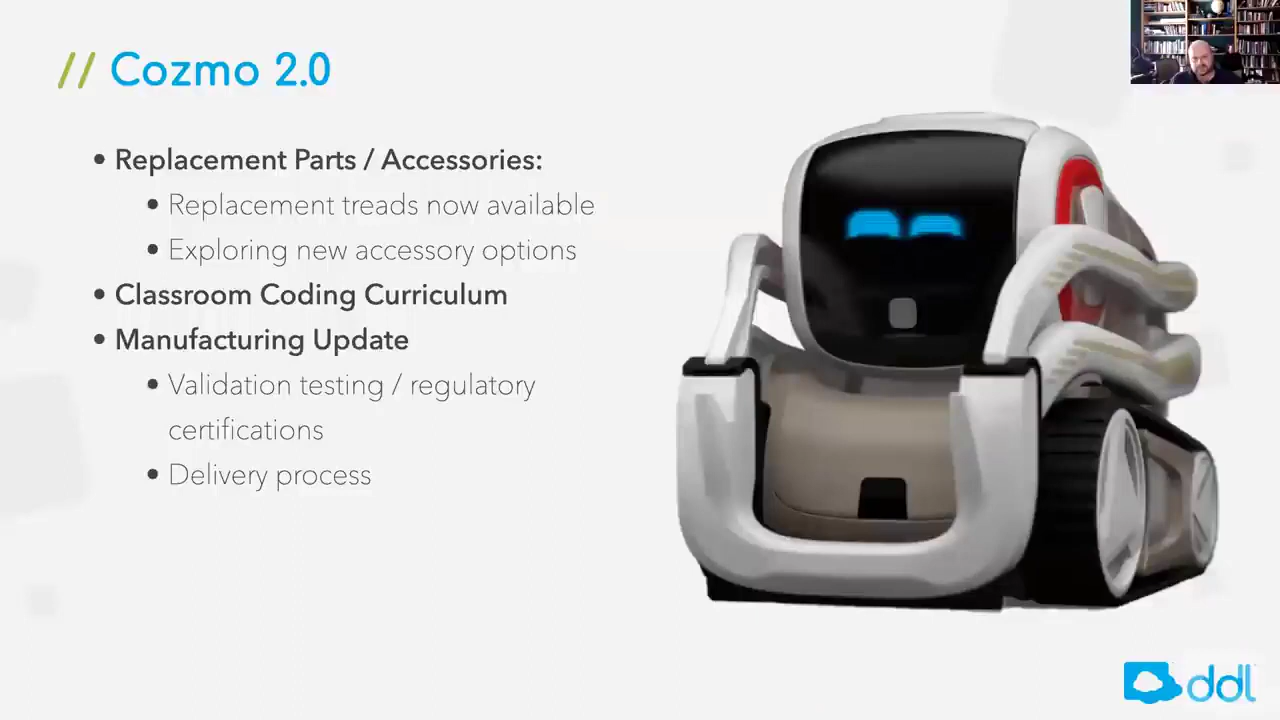 // Cozmo 2.0
• Replacement Parts / Accessories:
• Replacement treads now available
• Exploring new accessory options
• Classroom Coding Curriculum
• Manufacturing Update
• Validation testing / regulatory
certifications
• Delivery process
ddl